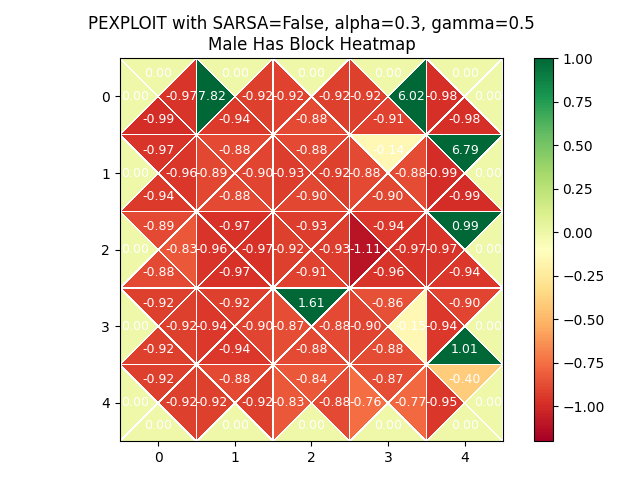 PEXPLOIT with SARSA=False, alpha=0.3, gamma=0.5
Male Has Block Heatmap
0.00 0.00 0.00 0.00 0.00
0 0.00 -0.97 7.82 -0.92 -0.92 -0.92 -0.92 6.02 -0.98 0.00
-0.99 -0.94 -0.88 -0.91 -0.98
-0.97 -0.88 -0.88 6.79
1 0.00 -0.96 -0.89 -0.90 -0.93 -0.92 -0.88 -0.88 -0.99 0.00
-0.94 -0.88 -0.90 -0.90 -0.99
-0.89 -0.97 -0.93 -0.94 0.99
2 0.00 -0.83 -0.96 -0.97 -0.92 -0.93 -1.11 -0.97 -0.97 0.00
-0.88 -0.97 -0.91 -0.96 -0.94
-0.92 -0.92 1.61 -0.86 -0.90
3 0.00 -0.92 -0.94 -0.90 -0.87 -0.88 -0.90 -0.94 0.00
-0.92 -0.94 -0.88 -0.88 1.01
-0.92 -0.88 -0.84 -0.87 -0.40
4 0.00 -0.92 -0.92 -0.92 -0.83 -0.88 -0.76 -0.77 -0.95 0.00
0.00 0.00 0.00 0.00 0.00
0 1 2 3 4
1.00
0.75
0.50
0.25
0.00
−0.25
−0.50
−0.75
−1.00